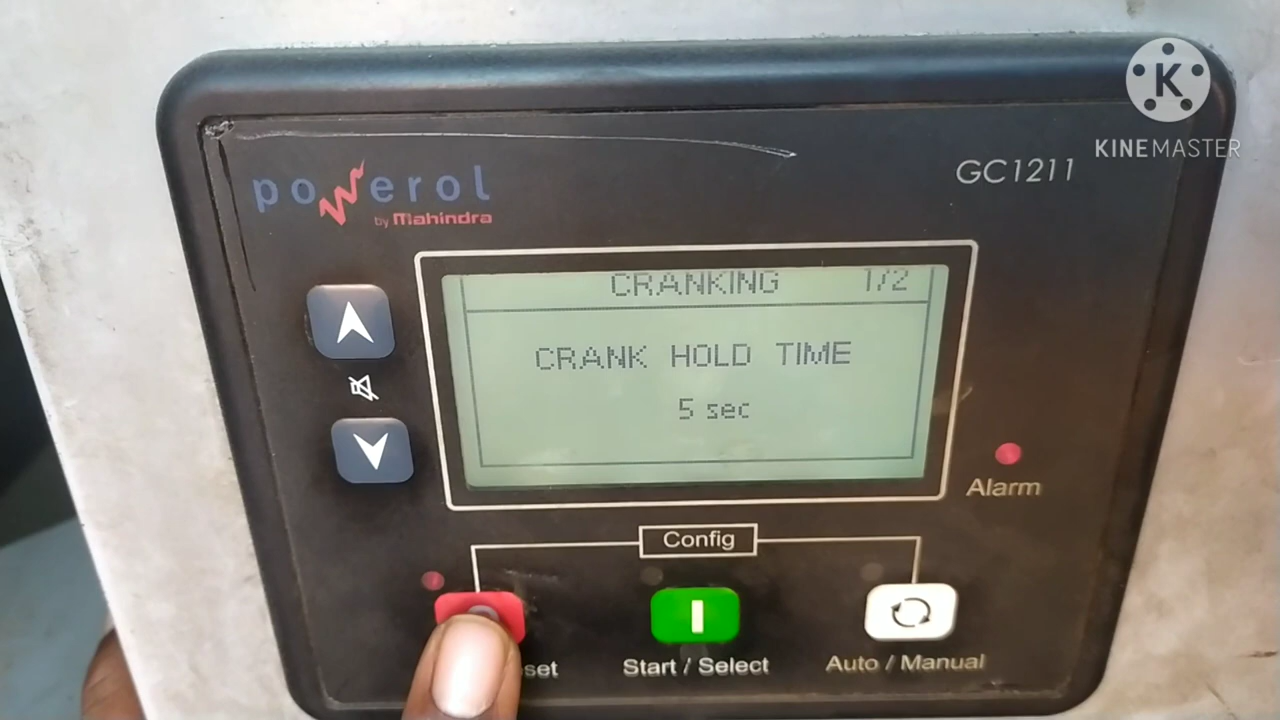 K
KINEMASTER
powerol
by Mahindra
GC1211
CRANKING 1/2
CRANK HOLD TIME
5 sec
Alarm
Config
Start / Select
Auto / Manual